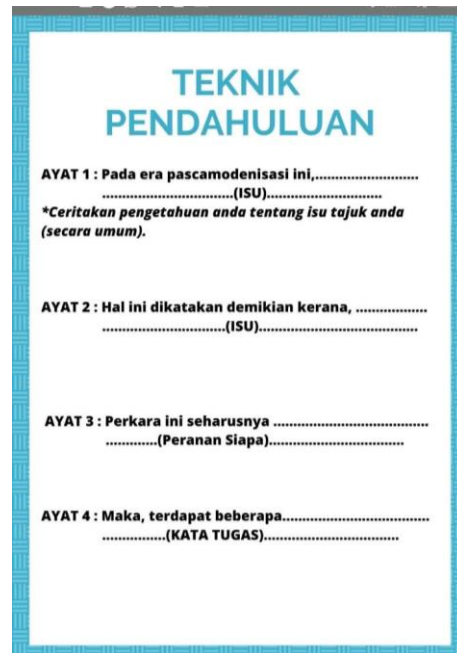 TEKNIK
PENDAHULUAN
AYAT 1 : Pada era pascamodenisasi ini,..........................
.................................(ISU).............................
*Ceritakan pengetahuan anda tentang isu tajuk anda
(secara umum).
AYAT 2 : Hal ini dikatakan demikian kerana, ..................
...............................(ISU)........................................
AYAT 3 : Perkara ini seharusnya .......................................
.............(Peranan Siapa)..................................
AYAT 4 : Maka, terdapat beberapa.....................................
................(KATA TUGAS)..................................